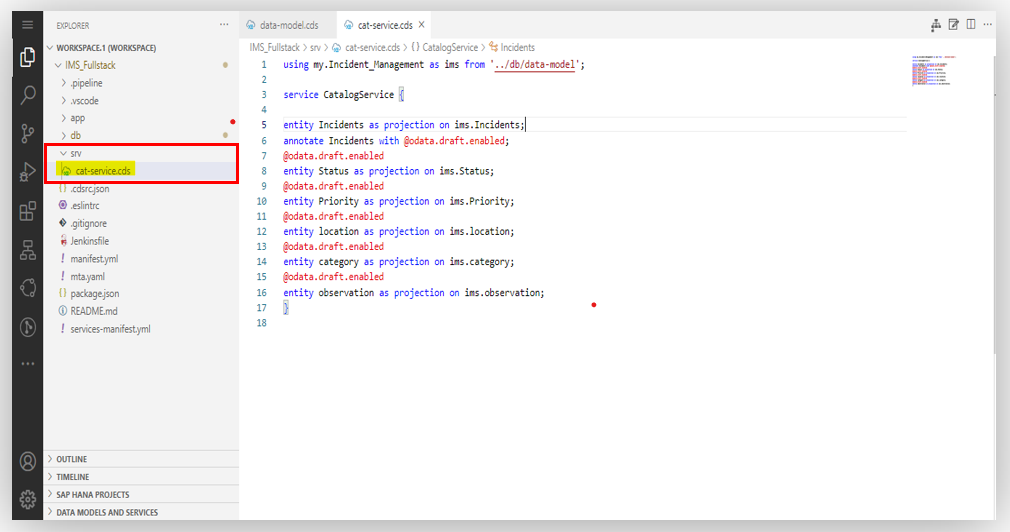 EXPLORER
···
WORKSPACE.1 (WORKSPACE)
IMS_Fullstack
.pipeline
.vscode
app
db
srv
cat-service.cds
.cdsrc.json
.eslintrc
.gitignore
Jenkinsfile
manifest.yml
mta.yaml
package.json
README.md
services-manifest.yml
OUTLINE
TIMELINE
SAP HANA PROJECTS
DATA MODELS AND SERVICES
data-model.cds cat-service.cds X
IMS_Fullstack > srv > cat-service.cds > {} CatalogService > Incidents
1 using my.Incident_Management as ims from '../db/data-model';
2
3 service CatalogService {
4
5 entity Incidents as projection on ims.Incidents;
6 annotate Incidents with @odata.draft.enabled;
7 @odata.draft.enabled
8 entity Status as projection on ims.Status;
9 @odata.draft.enabled
10 entity Priority as projection on ims.Priority;
11 @odata.draft.enabled
12 entity location as projection on ims.location;
13 @odata.draft.enabled
14 entity category as projection on ims.category;
15 @odata.draft.enabled
16 entity observation as projection on ims.observation;
17 }
18